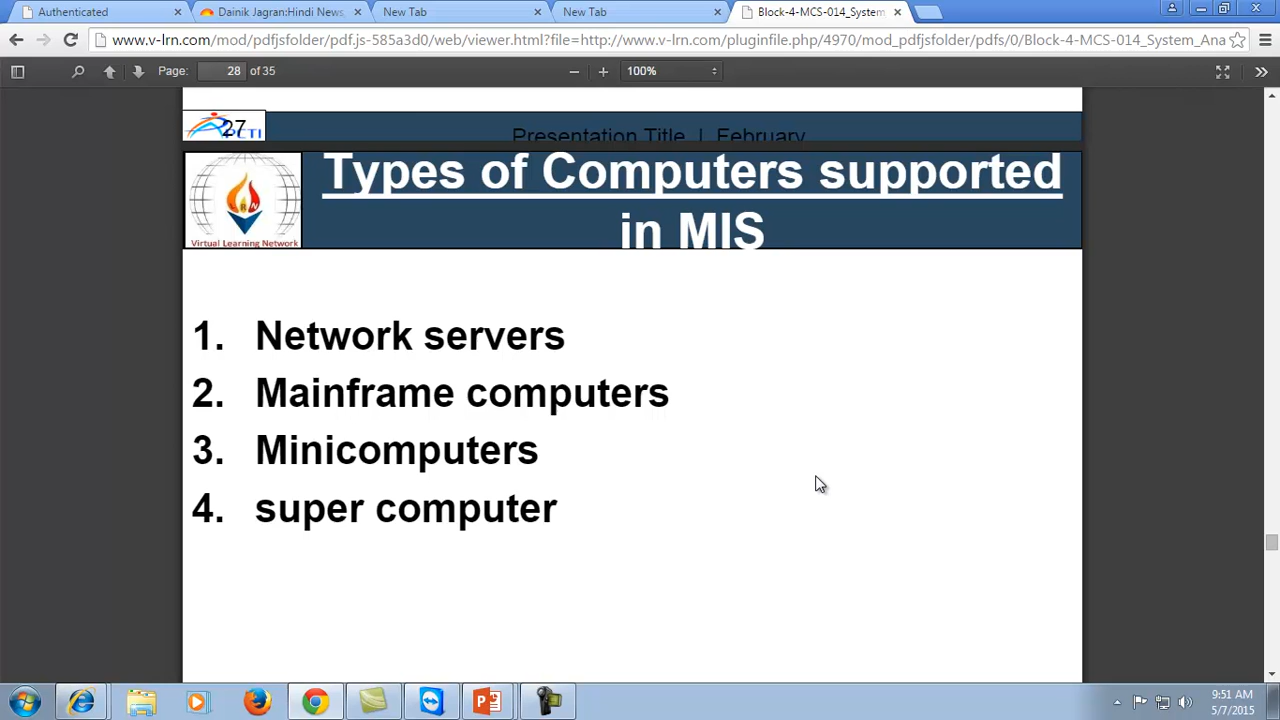 Authenticated
Dainik Jagran:Hindi News,
New Tab
New Tab
Block-4-MCS-014_System_
www.v-lrn.com/mod/pdfjsfolder/pdf.js-585a3d0/web/viewer.html?file=http://www.v-lrn.com/pluginfile.php/4970/mod_pdfjsfolder/pdfs/0/Block-4-MCS-014_System_Ana
Page: 28 of 35
100%
27
PCTI
Presentation Title | February
LRN
Virtual Learning Network
Types of Computers supported
in MIS
1. Network servers
2. Mainframe computers
3. Minicomputers
4. super computer
9:51 AM
5/7/2015